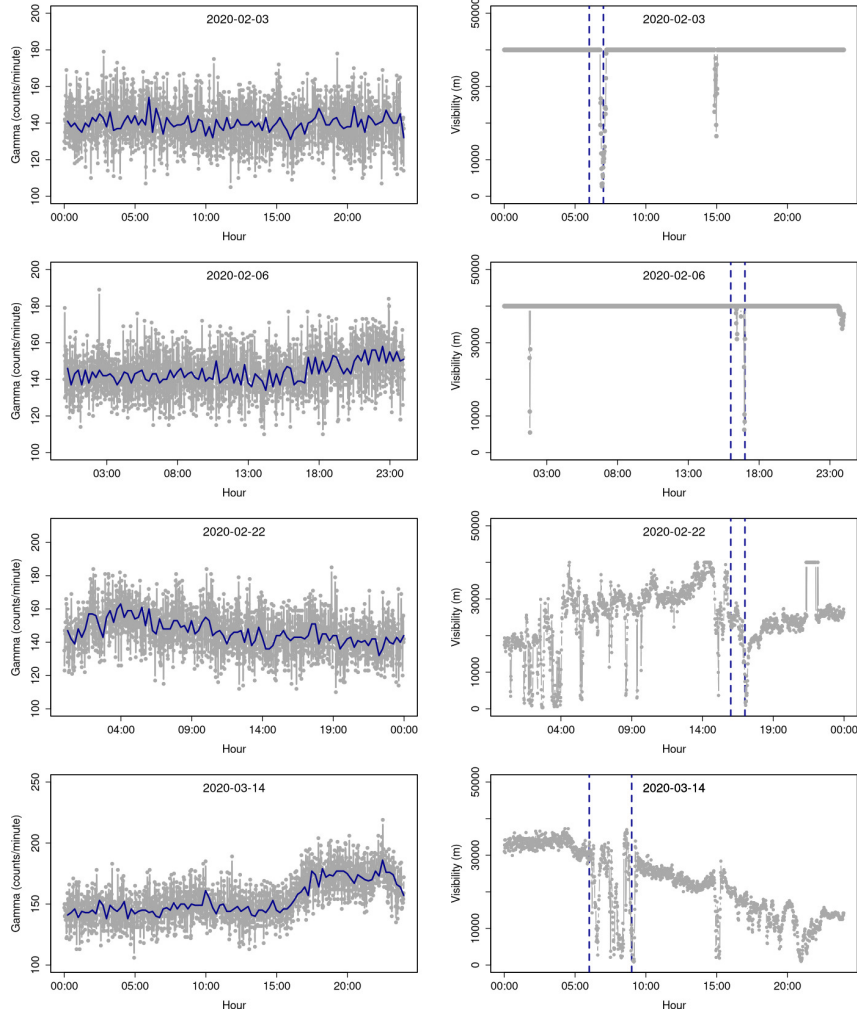 2020-02-03
Gamma (counts/minute)
100 120 140 160 180 200
00:00 05:00 10:00 15:00 20:00
Hour
2020-02-03
Visibility (m)
0 10000 30000 50000
00:00 05:00 10:00 15:00 20:00
Hour
2020-02-06
Gamma (counts/minute)
100 120 140 160 180 200
03:00 08:00 13:00 18:00 23:00
Hour
2020-02-06
Visibility (m)
0 10000 30000 50000
03:00 08:00 13:00 18:00 23:00
Hour
2020-02-22
Gamma (counts/minute)
100 120 140 160 180 200
04:00 09:00 14:00 19:00 00:00
Hour
2020-02-22
Visibility (m)
0 10000 30000 50000
04:00 09:00 14:00 19:00 00:00
Hour
2020-03-14
Gamma (counts/minute)
100 150 200 250
00:00 05:00 10:00 15:00 20:00
Hour
2020-03-14
Visibility (m)
0 10000 30000 50000
00:00 05:00 10:00 15:00 20:00
Hour